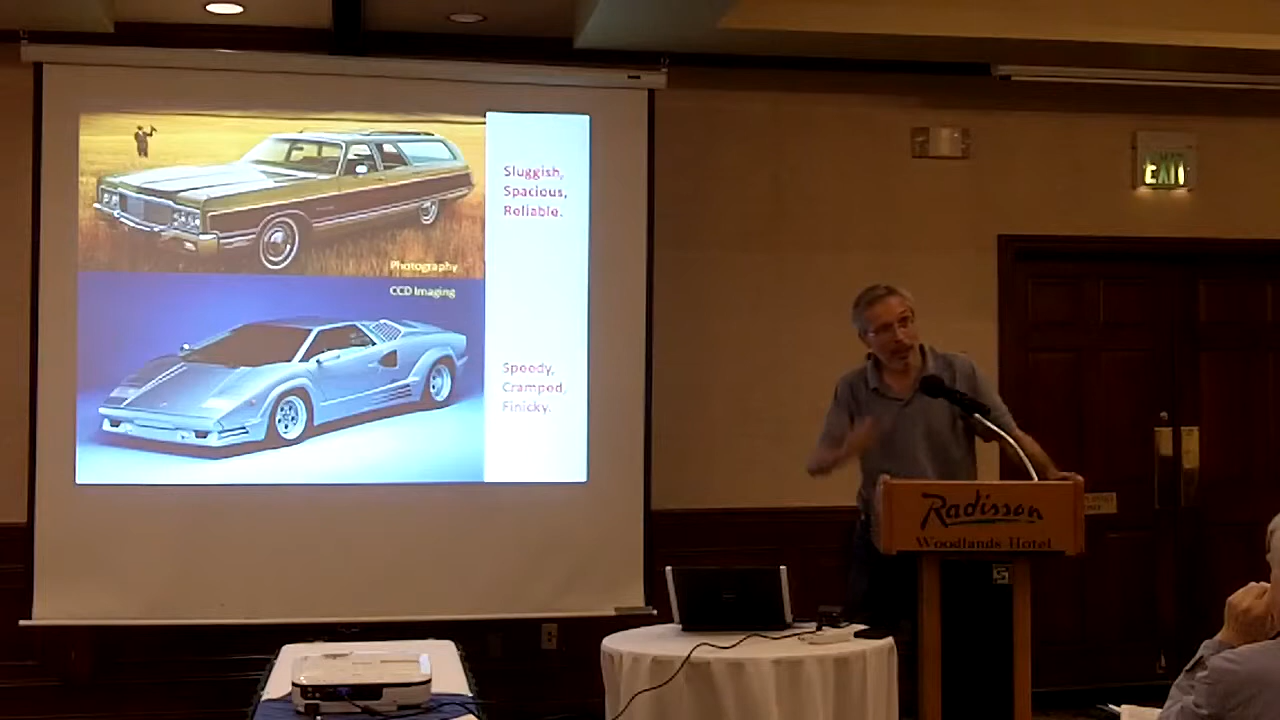 Sluggish,
Spacious,
Reliable.
Photography
CCD Imaging
Speedy,
Cramped,
Finicky.
EXIT
Radisson
Woodlands Hotel